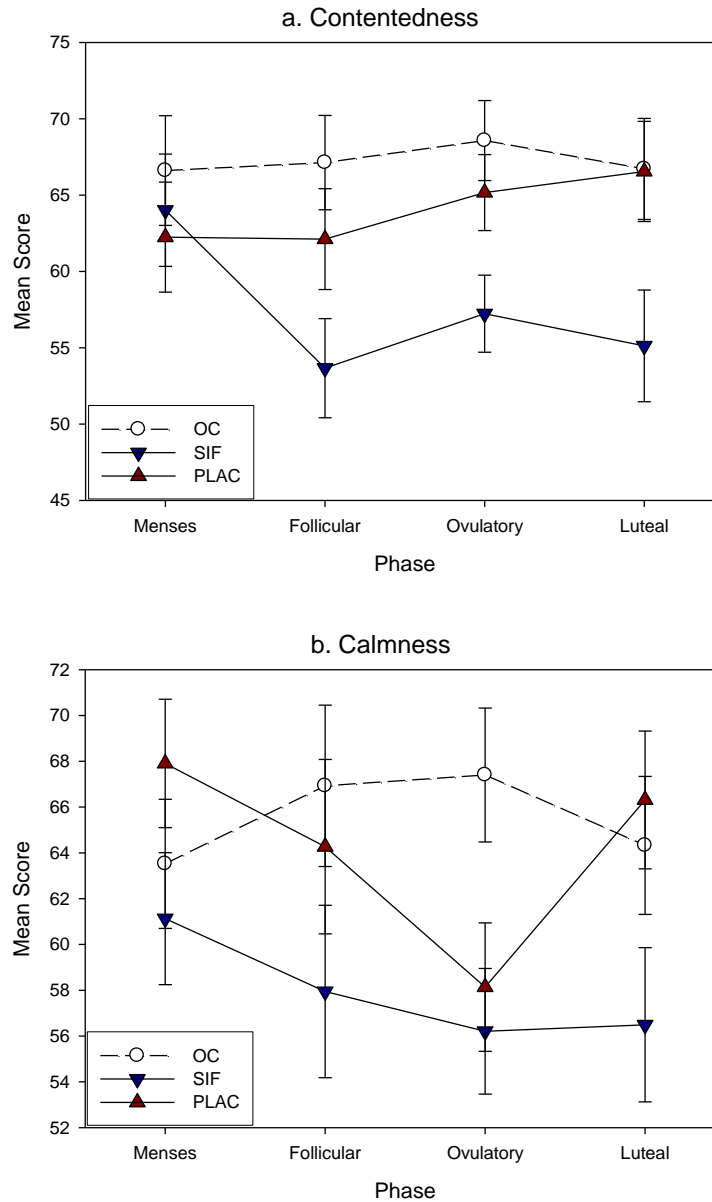 a. Contentedness
75
70
65
60
55
50
45
Mean Score
OC
SIF
PLAC
Menses Follicular Ovulatory Luteal
Phase
b. Calmness
72
70
68
66
64
62
60
58
56
54
52
Mean Score
OC
SIF
PLAC
Menses Follicular Ovulatory Luteal
Phase